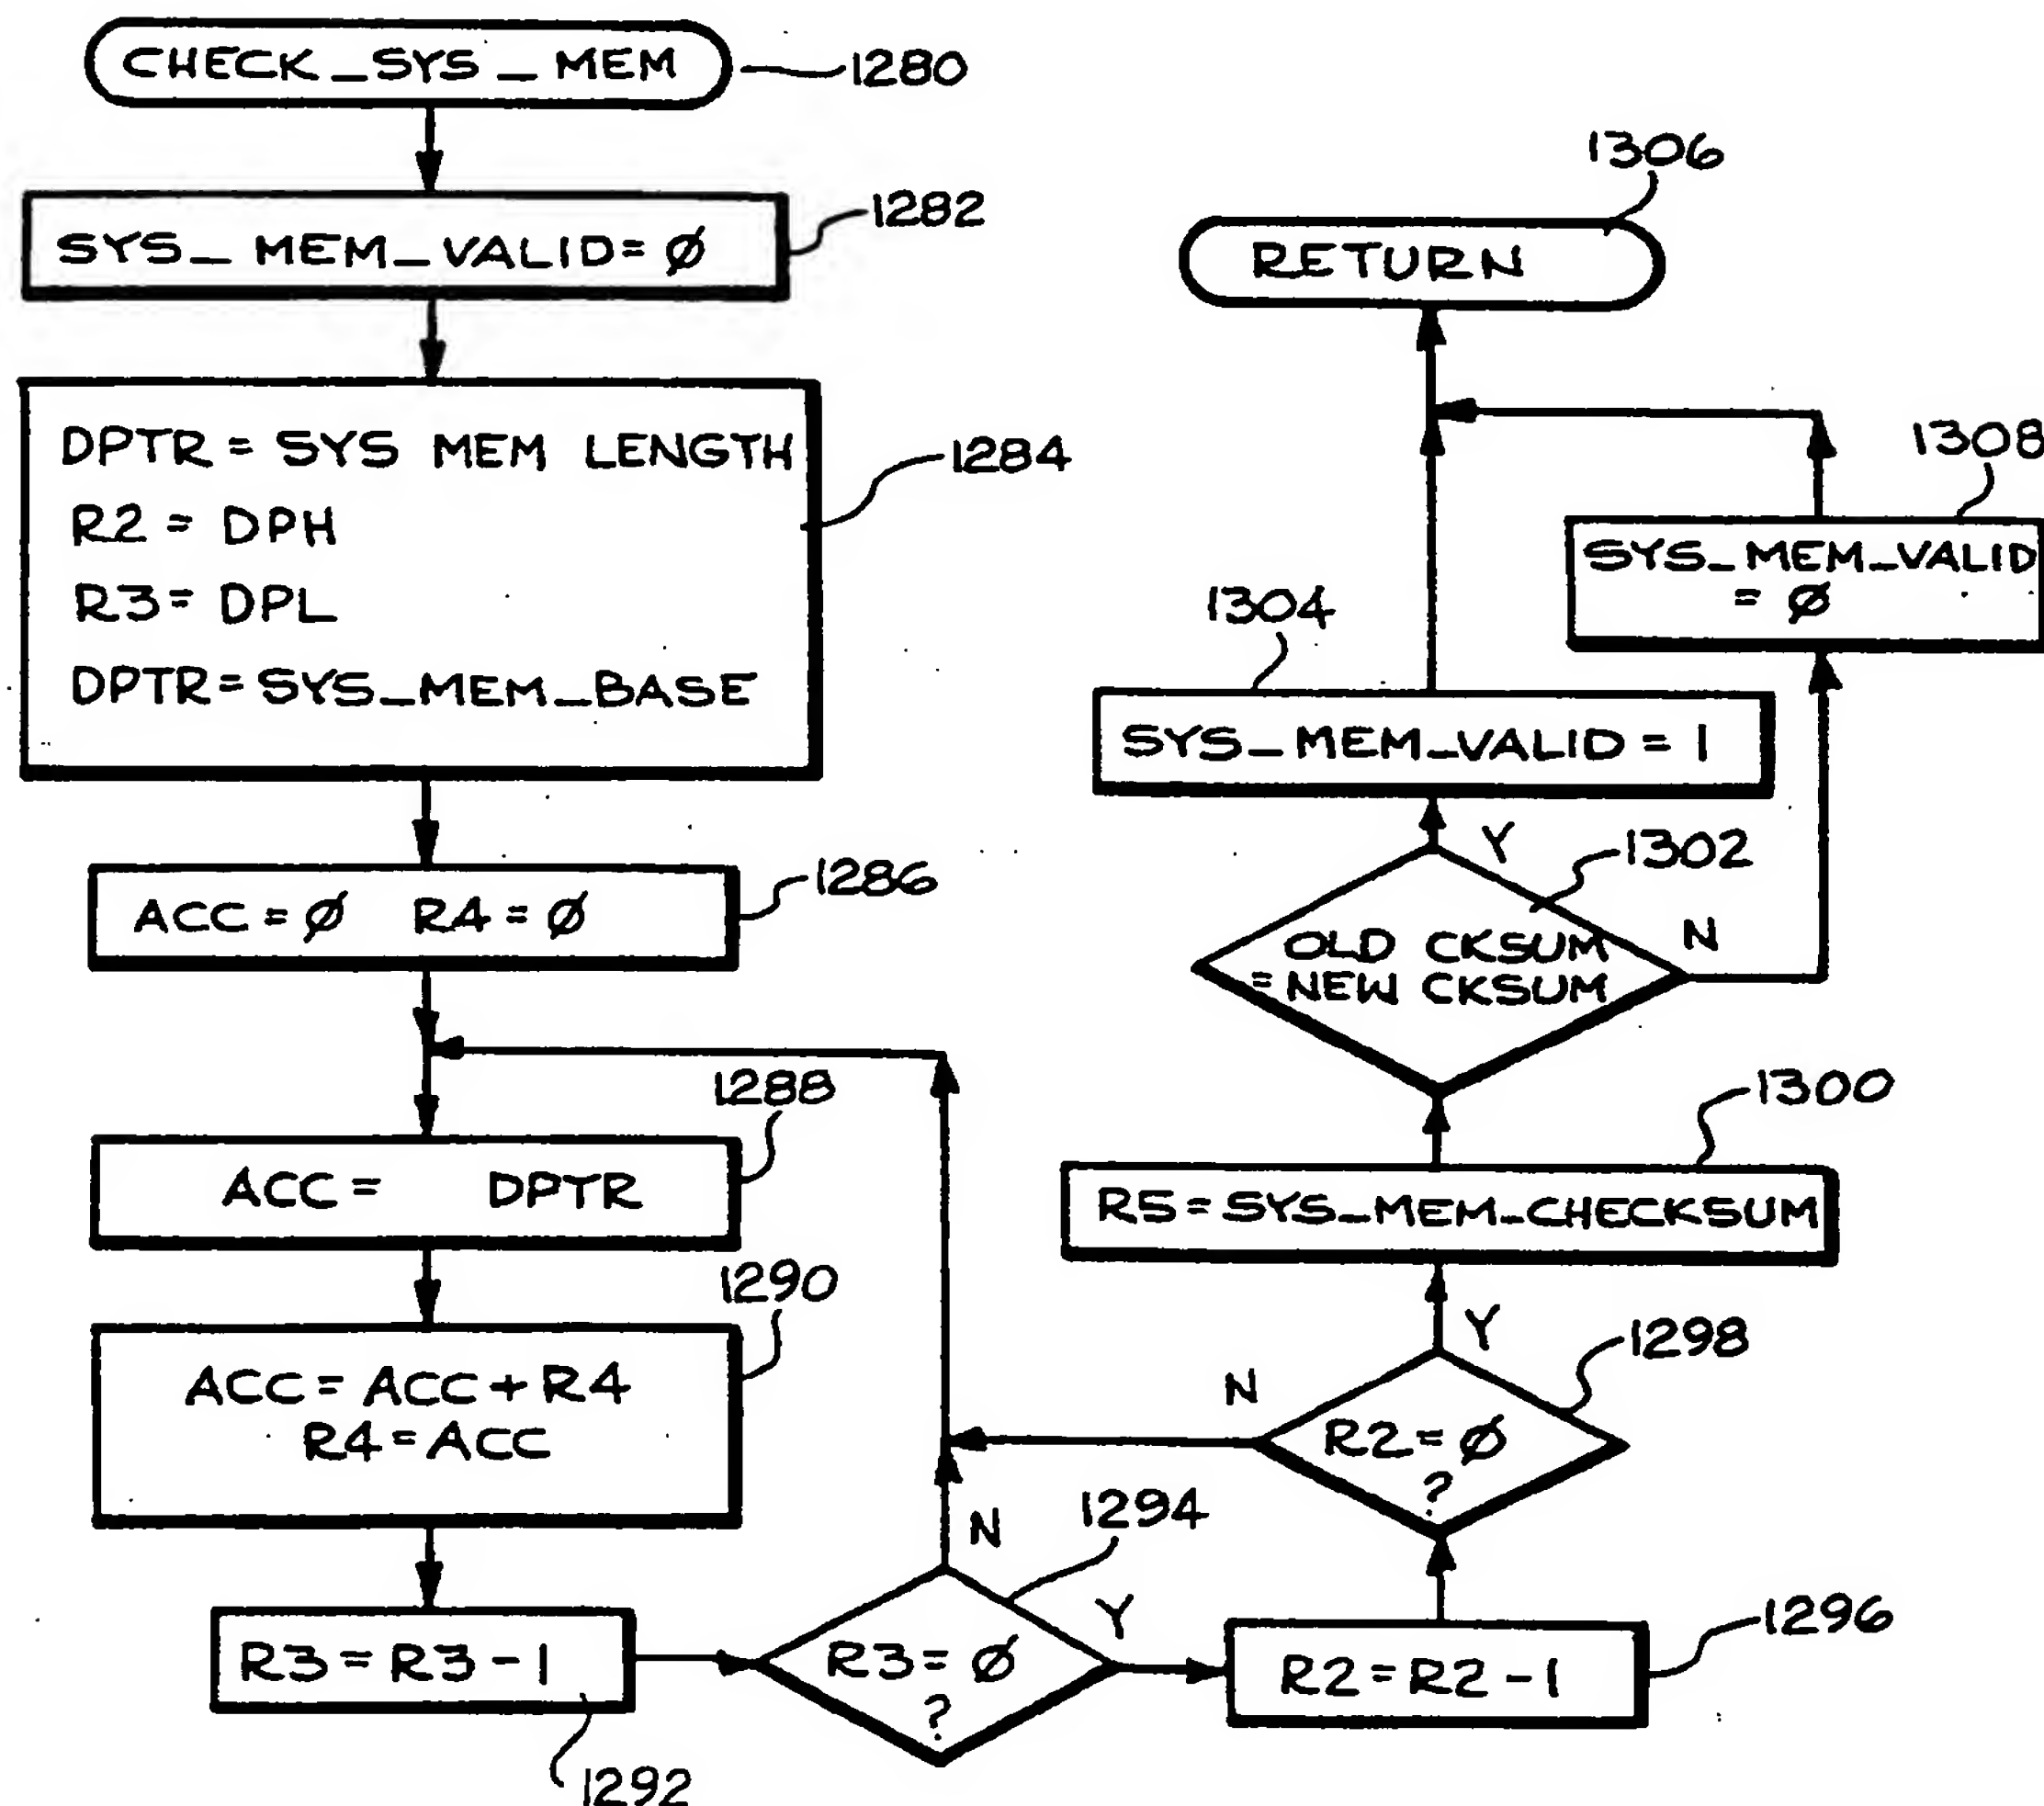 CHECK_SYS_MEM
1280
SYS_MEM_VALID=Ø
1282
DPTR = SYS MEM LENGTH
R2 = DPH
R3= DPL
DPTR=SYS_MEM_BASE
1284
ACC=Ø R4=Ø
1286
1288
ACC= DPTR
1290
ACC=ACC+R4
R4=ACC
R3=R3-1
1292
N
1294
R3=Ø
?
Y
R2=R2-1
1296
1298
Y
N
R2=Ø
?
1300
R5=SYS_MEM_CHECKSUM
1302
Y
N
OLD CKSUM
=NEW CKSUM
1304
SYS_MEM_VALID=1
1308
SYS_MEM_VALID
= Ø
1306
RETURN